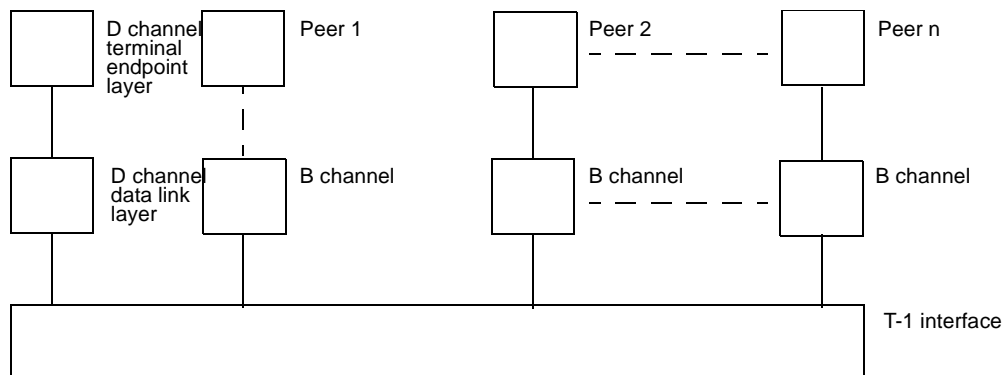 D channel
terminal
endpoint
layer
Peer 1
Peer 2
Peer n
D channel
data link
layer
B channel
B channel
B channel
T-1 interface